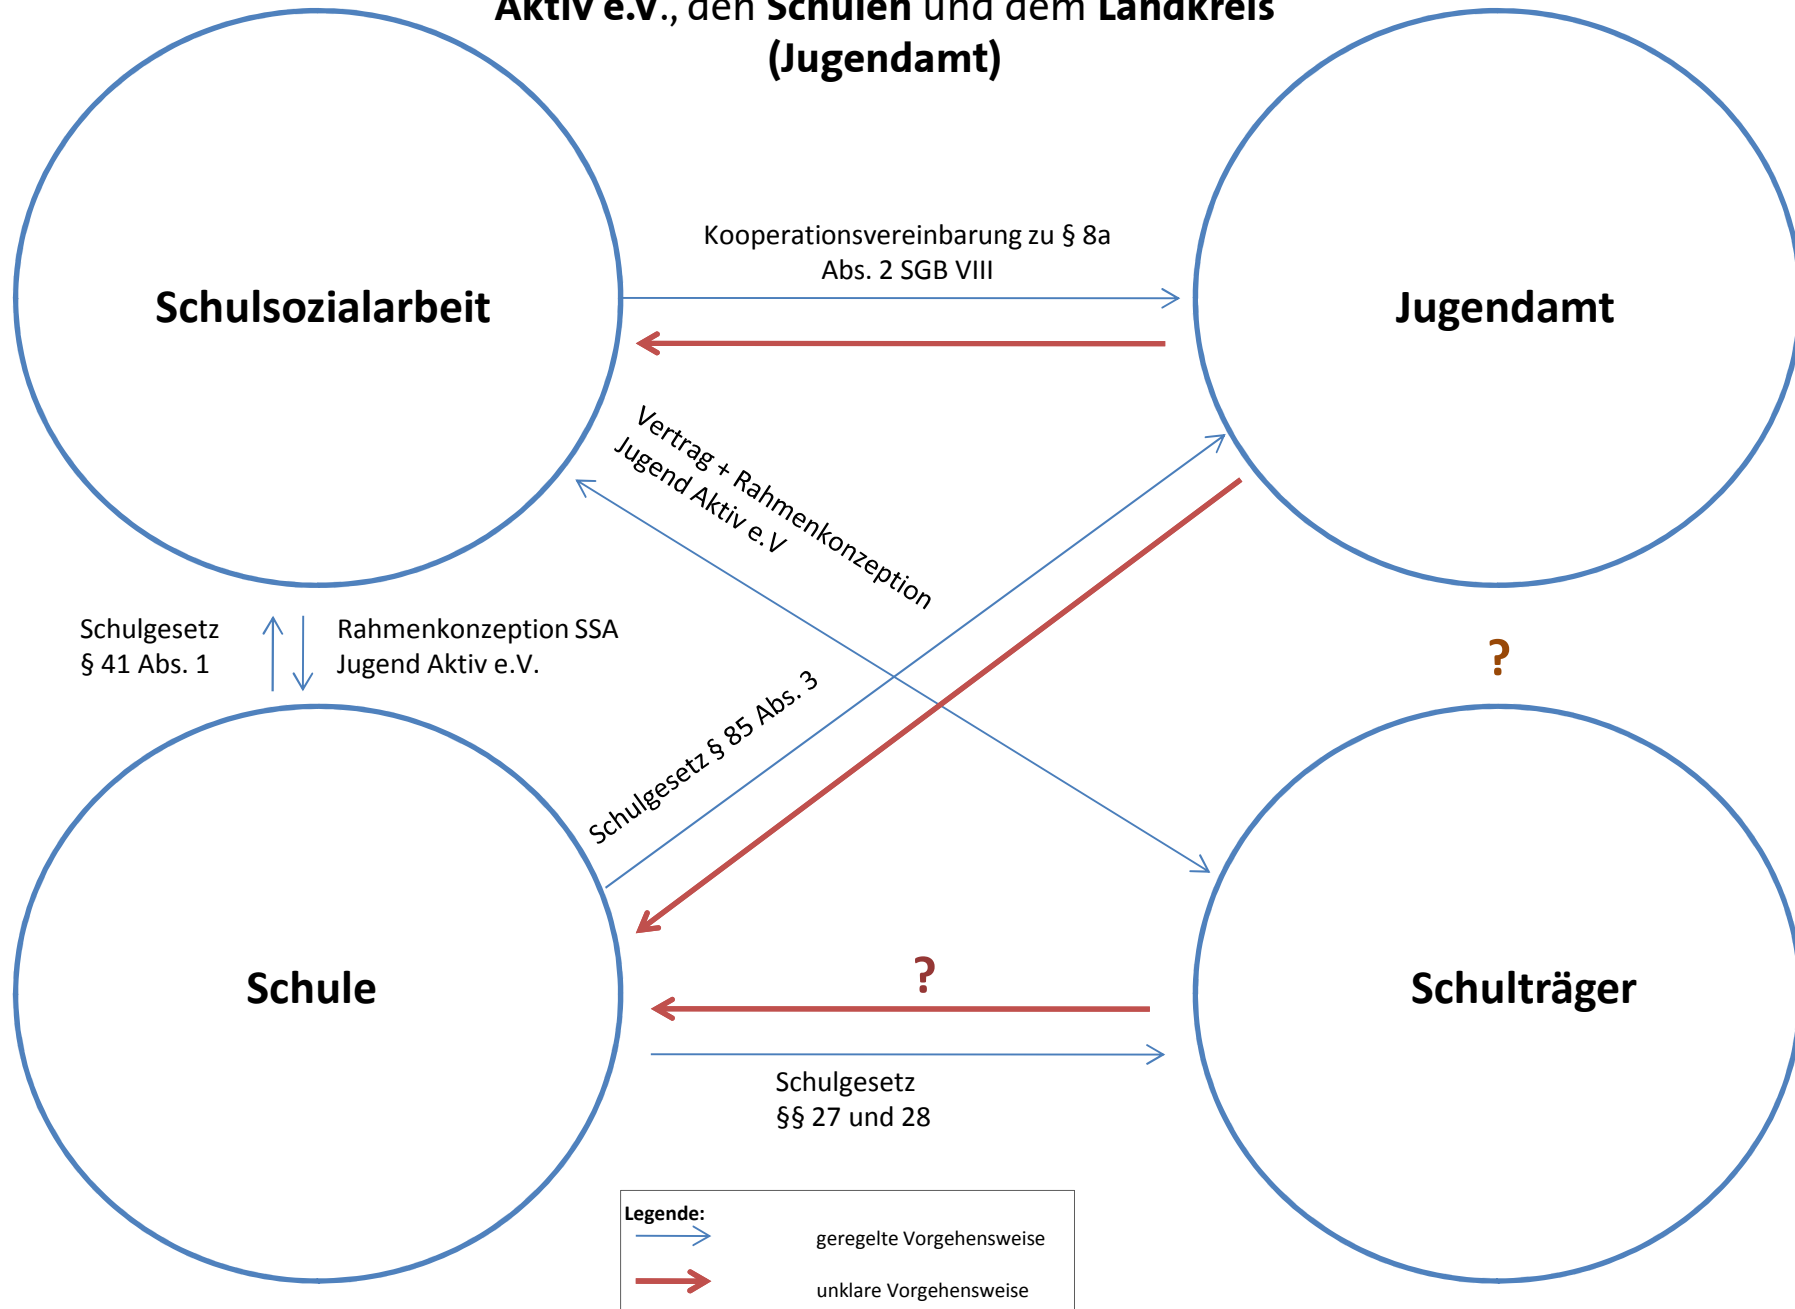 Aktiv e.V., den Schulen und dem Landkreis
(Jugendamt)
Kooperationsvereinbarung zu § 8a
Abs. 2 SGB VIII
Schulsozialarbeit
Jugendamt
Vertrag + Rahmenkonzeption
Jugend Aktiv e.V
Schulgesetz
§ 41 Abs. 1
Rahmenkonzeption SSA
Jugend Aktiv e.V.
?
Schulgesetz § 85 Abs. 3
Schule
?
Schulträger
Schulgesetz
§§ 27 und 28
Legende:
geregelte Vorgehensweise
unklare Vorgehensweise